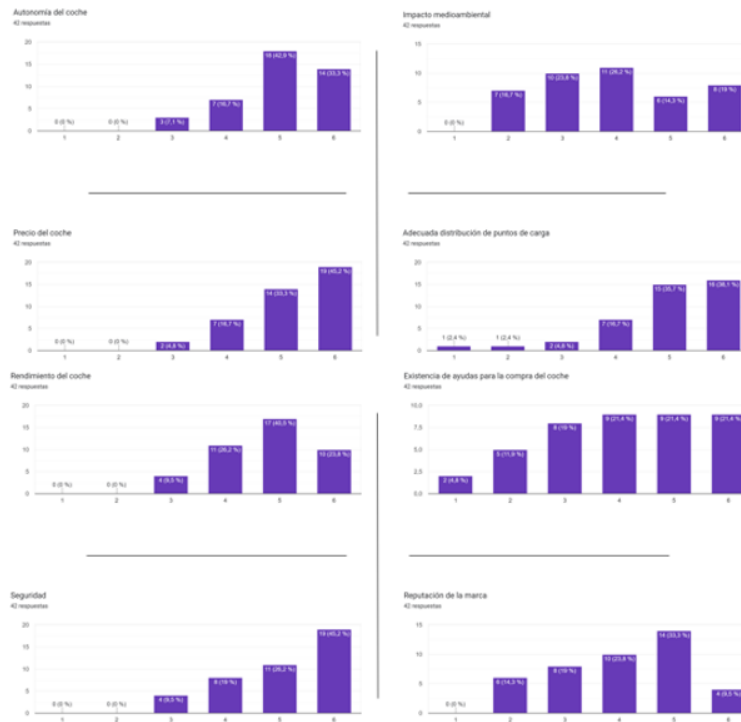 Autonomía del coche
42 respuestas
20
15
10
5
0
0 (0 %)
0 (0 %)
3 (7,1 %)
7 (16,7 %)
18 (42,9 %)
14 (33,3 %)
1 2 3 4 5 6
Impacto medioambiental
42 respuestas
15
10
5
0
0 (0 %)
7 (16,7 %)
10 (23,8 %)
11 (26,2 %)
6 (14,3 %)
8 (19 %)
1 2 3 4 5 6
Precio del coche
42 respuestas
20
15
10
5
0
0 (0 %)
0 (0 %)
2 (4,8 %)
7 (16,7 %)
14 (33,3 %)
19 (45,2 %)
1 2 3 4 5 6
Adecuada distribución de puntos de carga
42 respuestas
20
15
10
5
0
1 (2,4 %)
1 (2,4 %)
2 (4,8 %)
7 (16,7 %)
15 (35,7 %)
16 (38,1 %)
1 2 3 4 5 6
Rendimiento del coche
42 respuestas
20
15
10
5
0
0 (0 %)
0 (0 %)
4 (9,5 %)
11 (26,2 %)
17 (40,5 %)
10 (23,8 %)
1 2 3 4 5 6
Existencia de ayudas para la compra del coche
42 respuestas
10,0
7,5
5,0
2,5
0,0
2 (4,8 %)
5 (11,9 %)
8 (19 %)
9 (21,4 %)
9 (21,4 %)
9 (21,4 %)
1 2 3 4 5 6
Seguridad
42 respuestas
20
15
10
5
0
0 (0 %)
0 (0 %)
4 (9,5 %)
8 (19 %)
11 (26,2 %)
19 (45,2 %)
1 2 3 4 5 6
Reputación de la marca
42 respuestas
15
10
5
0
0 (0 %)
6 (14,3 %)
8 (19 %)
10 (23,8 %)
14 (33,3 %)
4 (9,5 %)
1 2 3 4 5 6